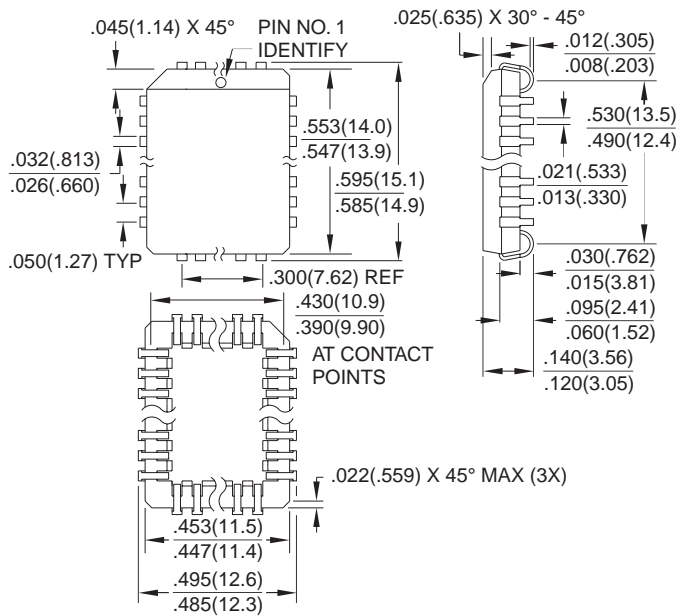 .045(1.14) X 45°
PIN NO. 1
IDENTIFY
.025(.635) X 30° - 45°
.012(.305)
.008(.203)
.553(14.0)
.547(13.9)
.530(13.5)
.490(12.4)
.032(.813)
.026(.660)
.595(15.1)
.585(14.9)
.021(.533)
.013(.330)
.050(1.27) TYP
.300(7.62) REF
.030(.762)
.015(3.81)
.430(10.9)
.390(9.90)
AT CONTACT
POINTS
.095(2.41)
.060(1.52)
.140(3.56)
.120(3.05)
.022(.559) X 45° MAX (3X)
.453(11.5)
.447(11.4)
.495(12.6)
.485(12.3)